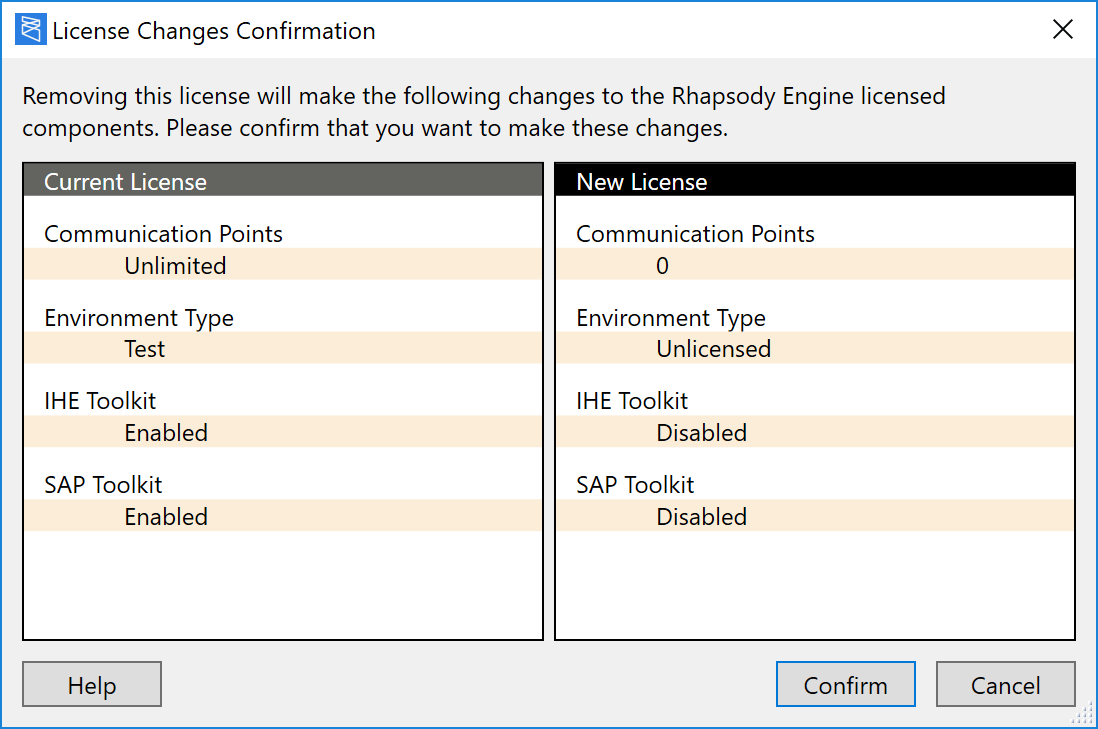 License Changes Confirmation
Removing this license will make the following changes to the Rhapsody Engine licensed
components. Please confirm that you want to make these changes.
Current License
Communication Points
Unlimited
Environment Type
Test
IHE Toolkit
Enabled
SAP Toolkit
Enabled
New License
Communication Points
0
Environment Type
Unlicensed
IHE Toolkit
Disabled
SAP Toolkit
Disabled
Help
Confirm
Cancel